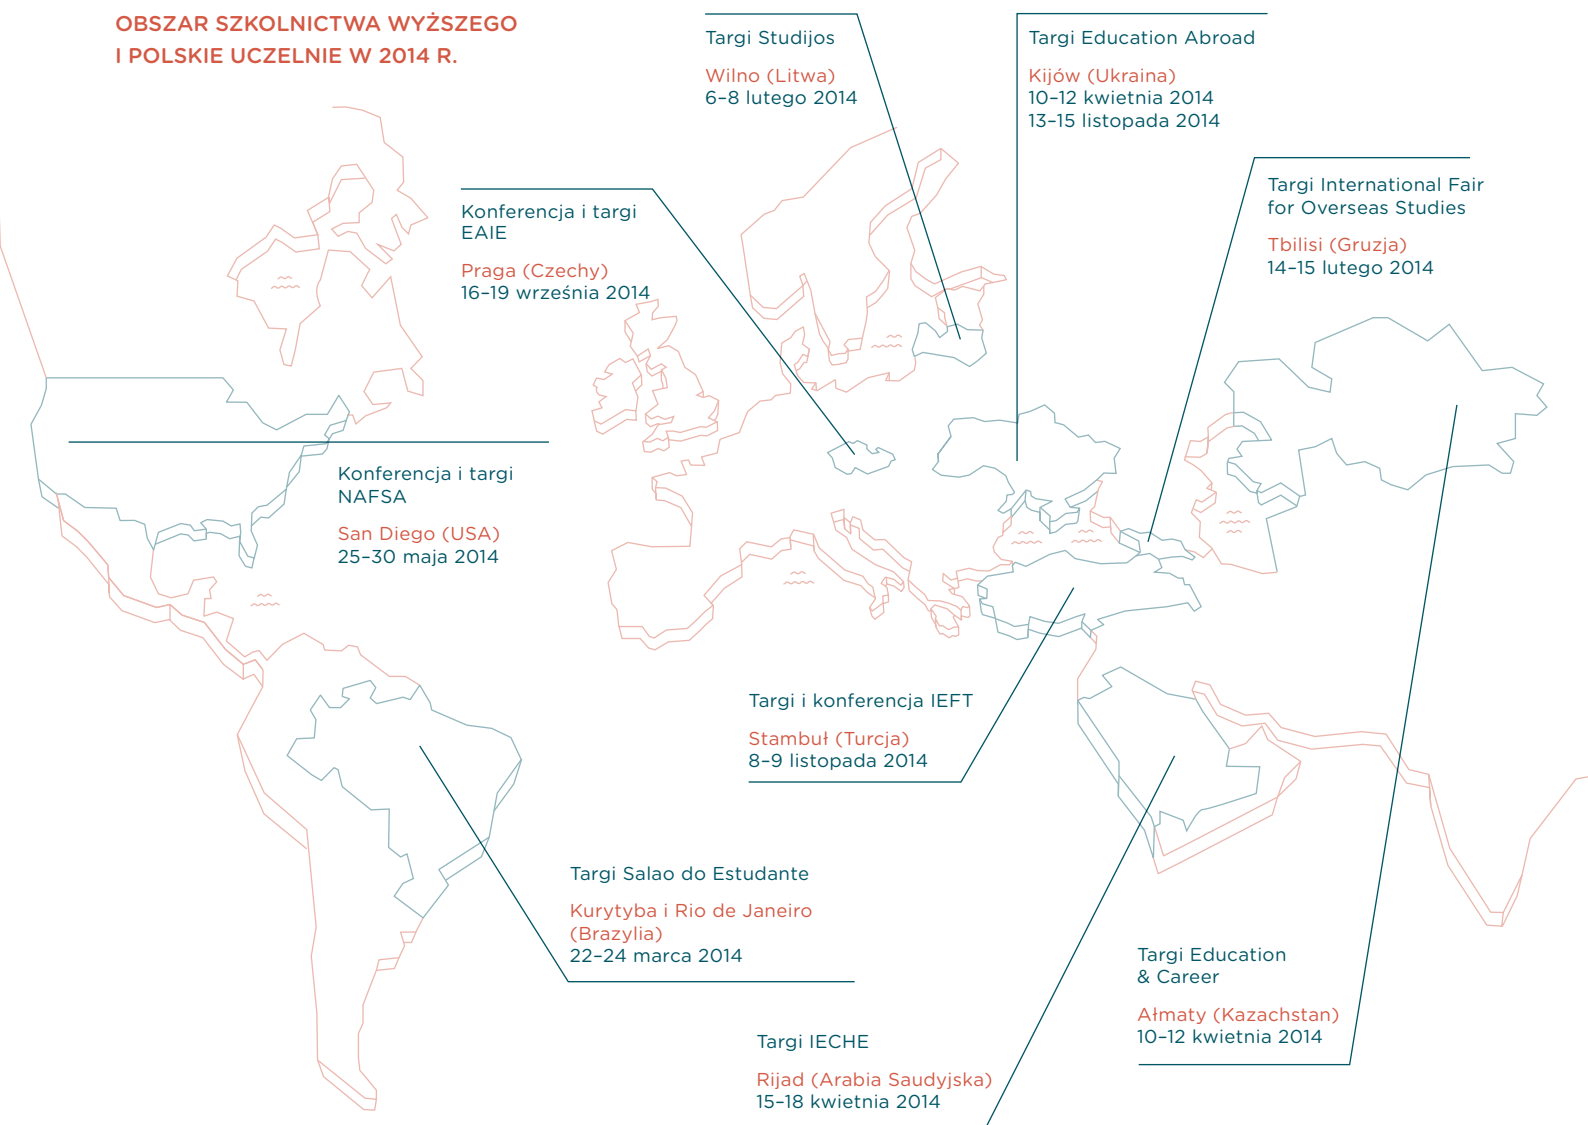 OBSZAR SZKOLNICTWA WYŻSZEGO
I POLSKIE UCZELNIE W 2014 R.
Targi Studijos
Wilno (Litwa)
6–8 lutego 2014
Targi Education Abroad
Kijów (Ukraina)
10–12 kwietnia 2014
13–15 listopada 2014
Targi International Fair
for Overseas Studies
Tbilisi (Gruzja)
14–15 lutego 2014
Konferencja i targi
EAIE
Praga (Czechy)
16–19 września 2014
Konferencja i targi
NAFSA
San Diego (USA)
25–30 maja 2014
Targi i konferencja IEFT
Stambuł (Turcja)
8–9 listopada 2014
Targi Salao do Estudante
Kurytyba i Rio de Janeiro
(Brazylia)
22–24 marca 2014
Targi Education
& Career
Ałmaty (Kazachstan)
10–12 kwietnia 2014
Targi IECHE
Rijad (Arabia Saudyjska)
15–18 kwietnia 2014